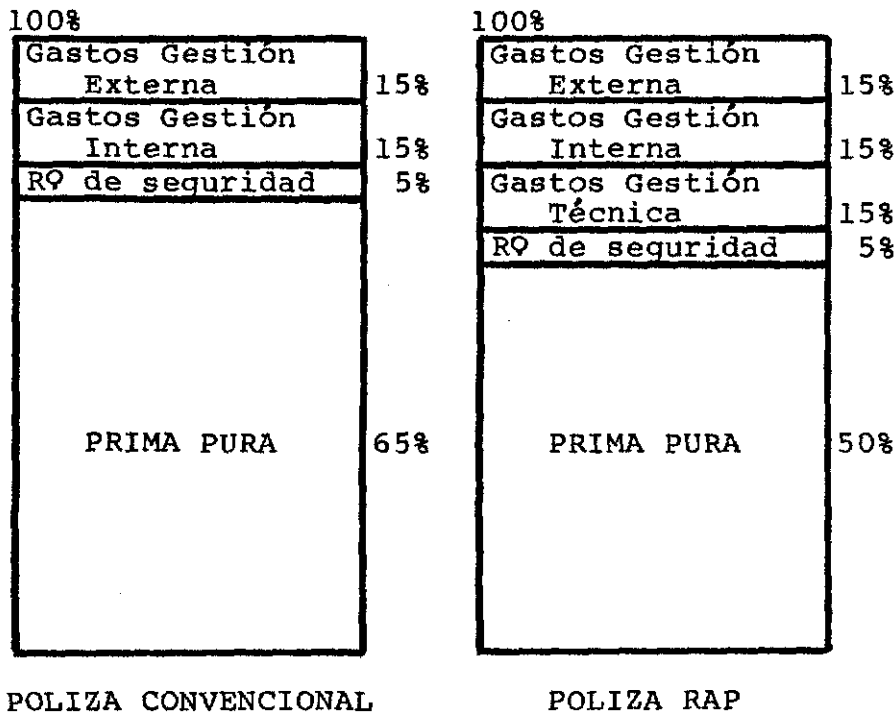 100%
Gastos Gestión
Externa 15%
Gastos Gestión
Interna 15%
Rº de seguridad 5%
PRIMA PURA 65%
POLIZA CONVENCIONAL
100%
Gastos Gestión
Externa 15%
Gastos Gestión
Interna 15%
Gastos Gestión
Técnica 15%
Rº de seguridad 5%
PRIMA PURA 50%
POLIZA RAP